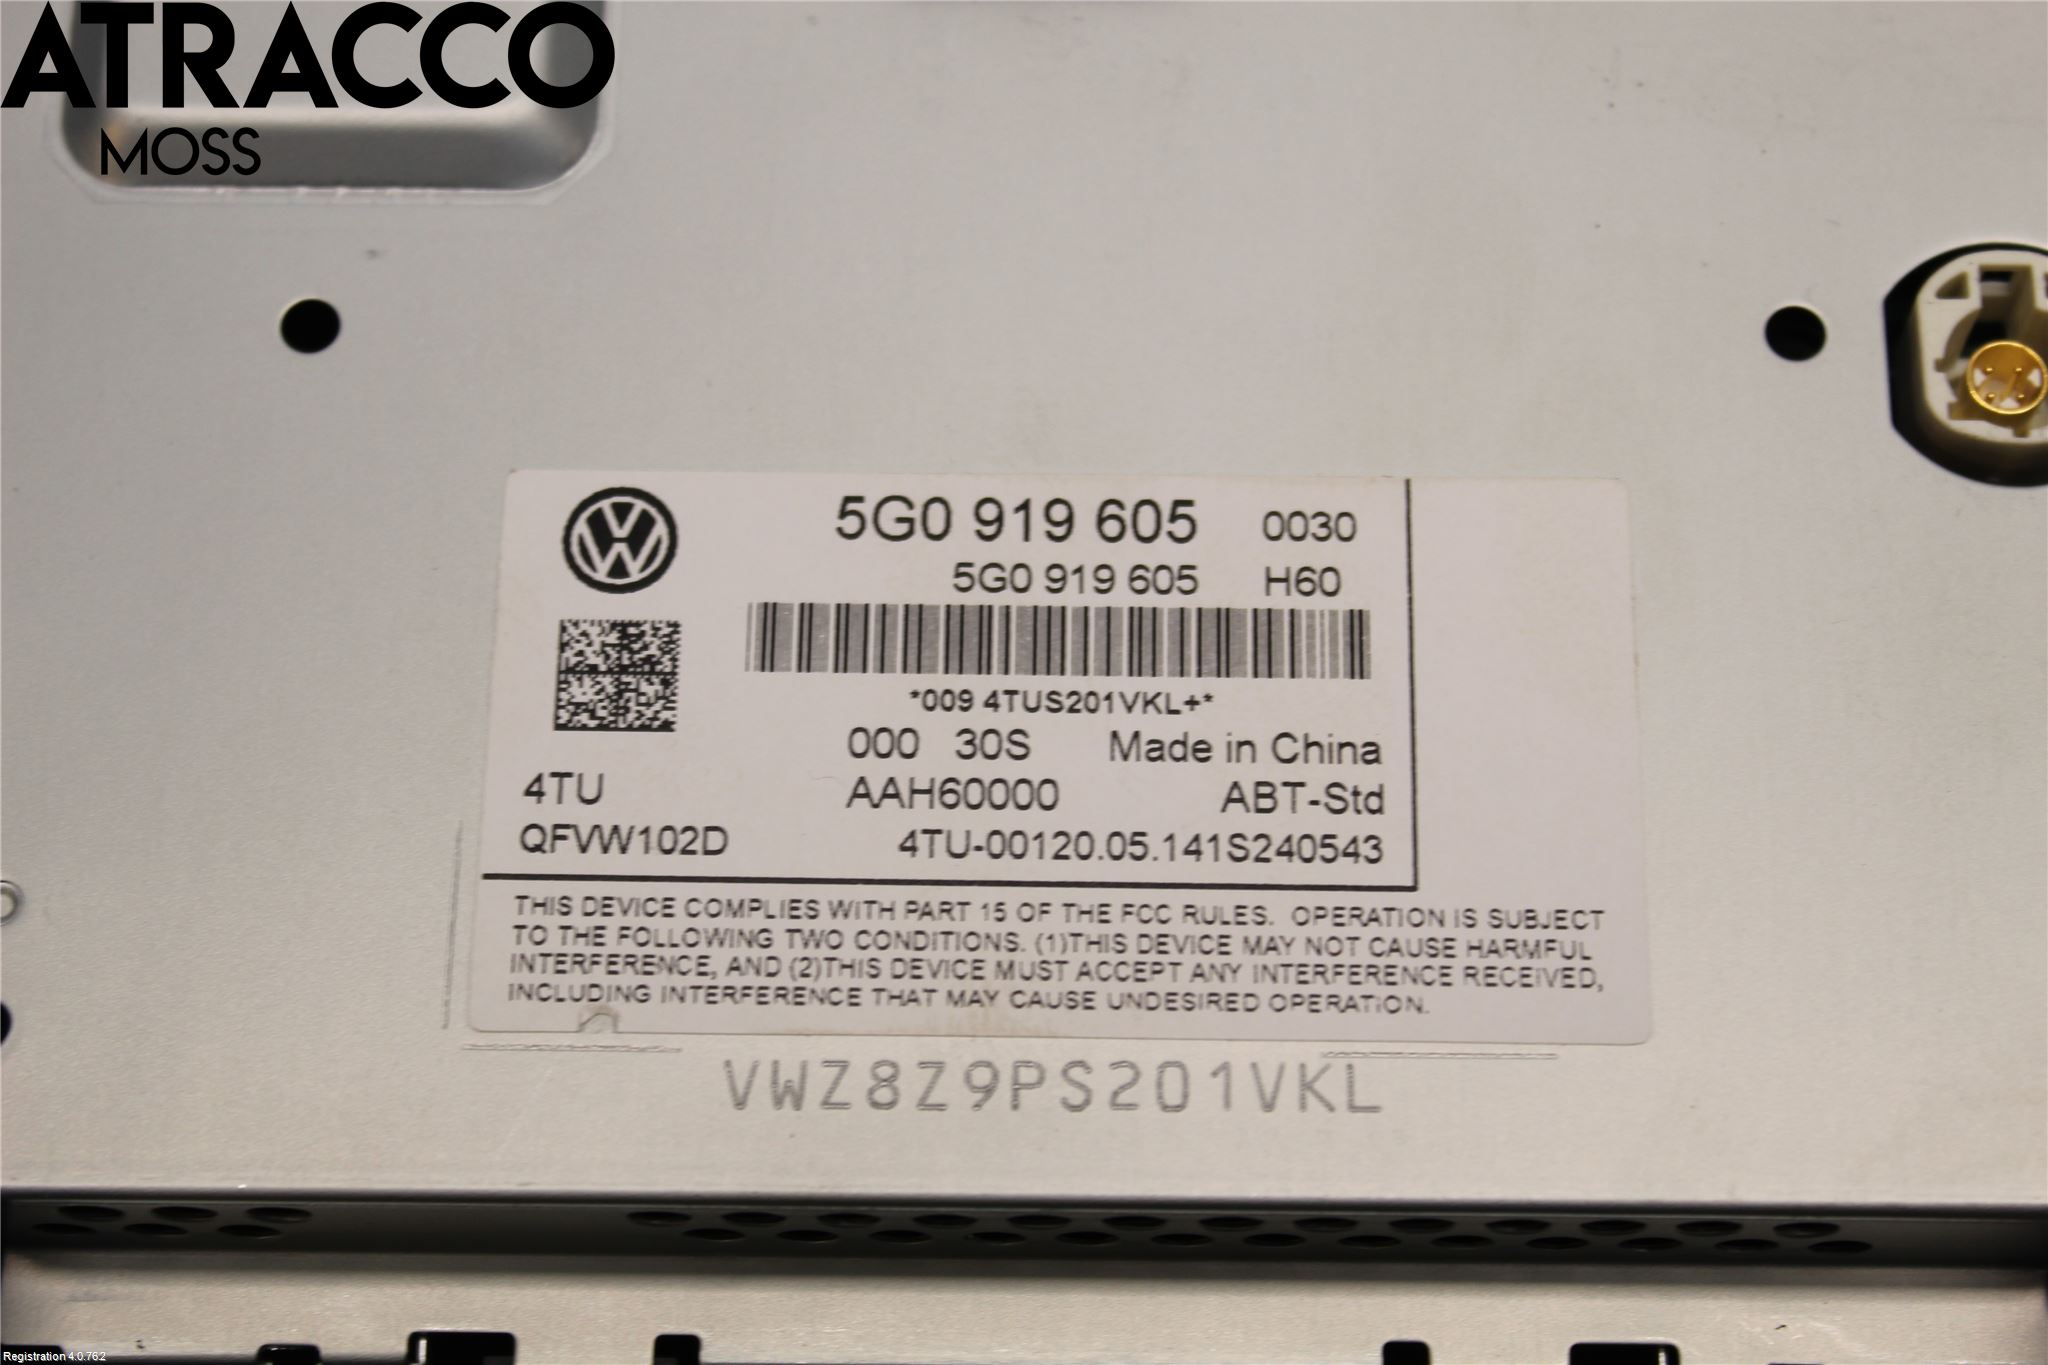 ATRACCO
MOSS
5G0 919 605 0030
5G0 919 605 H60
*009 4TUS201VKL+*
000 30S Made in China
4TU AAH60000 ABT-Std
QFVW102D 4TU-00120.05.141S240543
THIS DEVICE COMPLIES WITH PART 15 OF THE FCC RULES. OPERATION IS SUBJECT
TO THE FOLLOWING TWO CONDITIONS. (1)THIS DEVICE MAY NOT CAUSE HARMFUL
INTERFERENCE, AND (2)THIS DEVICE MUST ACCEPT ANY INTERFERENCE RECEIVED,
INCLUDING INTERFERENCE THAT MAY CAUSE UNDESIRED OPERATION.
VWZ8Z9PS201VKL
Registration 4.0.76.2